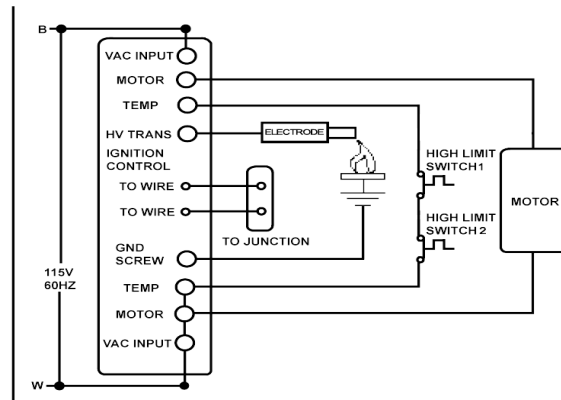 B
VAC INPUT
MOTOR
TEMP
HV TRANS
ELECTRODE
IGNITION
CONTROL
HIGH LIMIT
SWITCH1
TO WIRE
TO WIRE
MOTOR
HIGH LIMIT
SWITCH 2
TO JUNCTION
GND
SCREW
115V
60HZ
TEMP
MOTOR
VAC INPUT
W